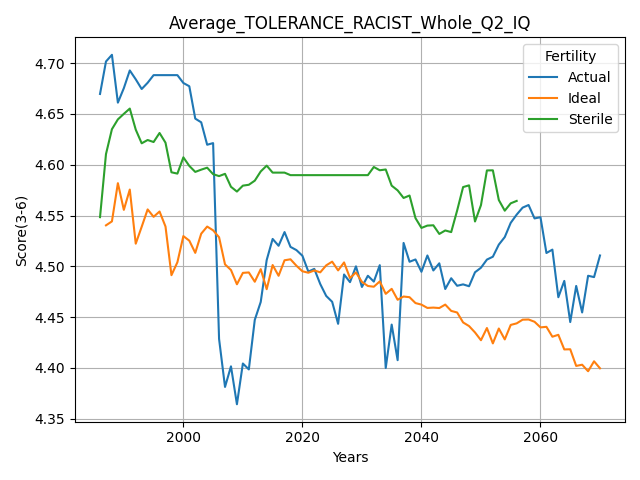 Average_TOLERANCE_RACIST_Whole_Q2_IQ
Fertility
Actual
Ideal
Sterile
Score(3-6)
4.70
4.65
4.60
4.55
4.50
4.45
4.40
4.35
2000
2020
2040
2060
Years